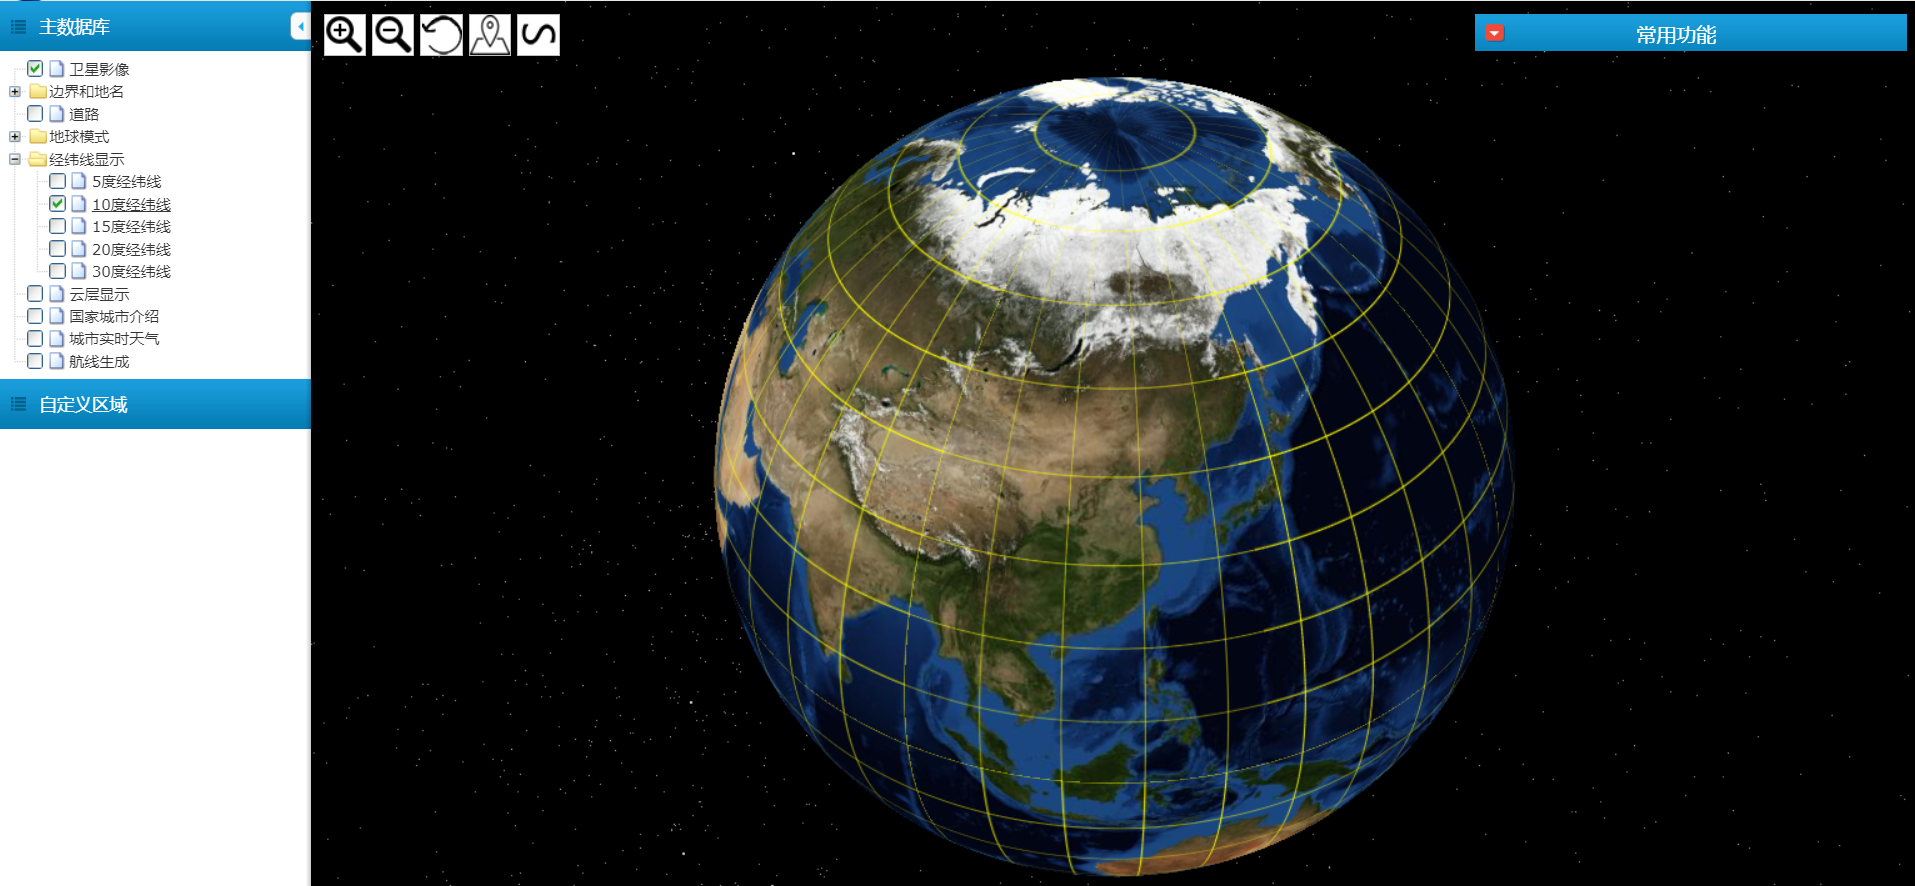 主数据库
卫星影像
边界和地名
道路
地球模式
经纬线显示
5度经纬线
10度经纬线
15度经纬线
20度经纬线
30度经纬线
云层显示
国家城市介绍
城市实时天气
航线生成
自定义区域
常用功能